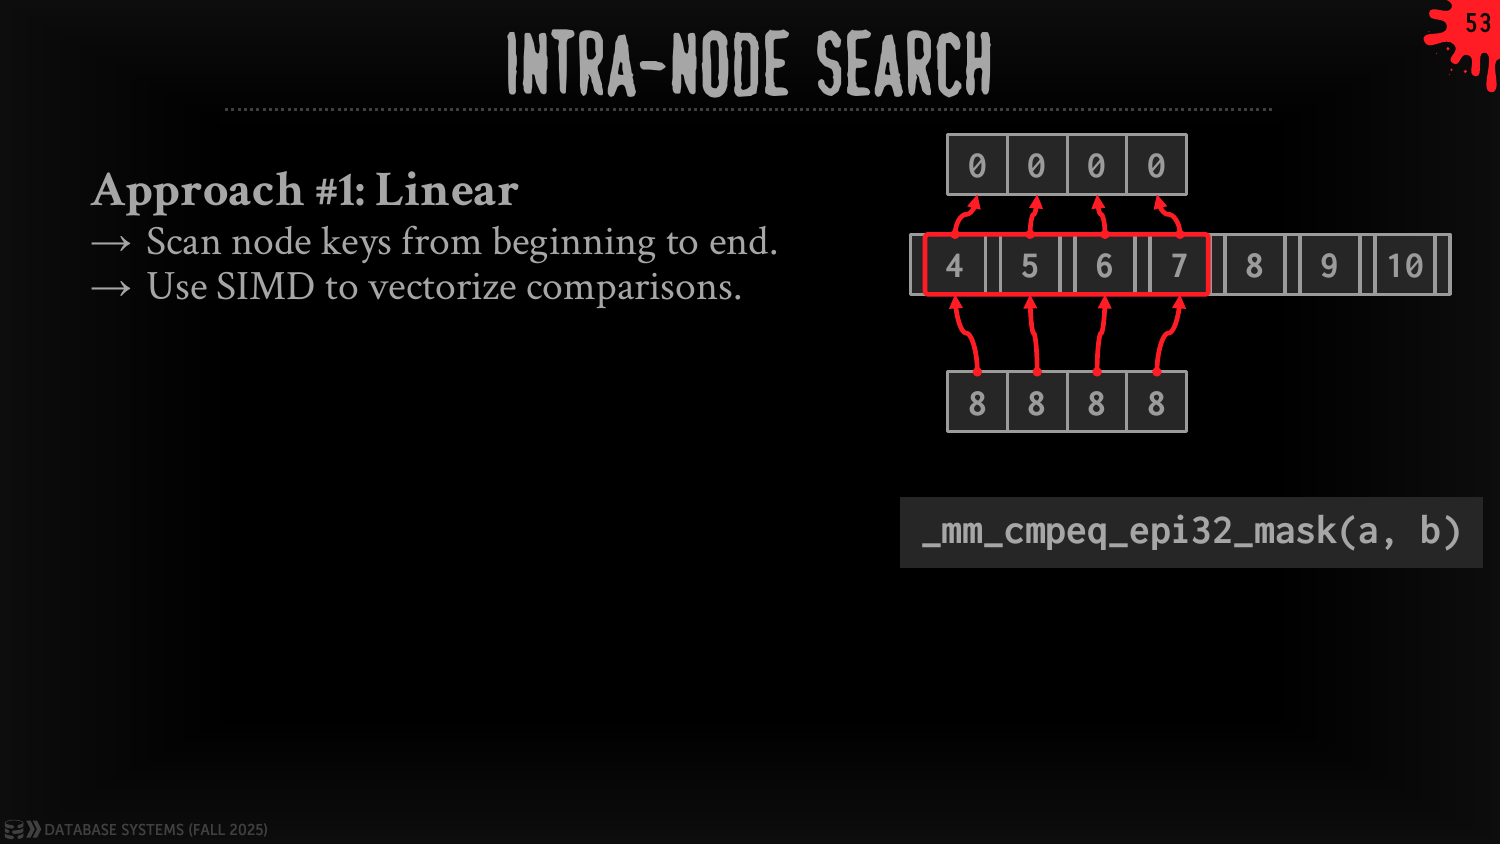 INTRA-NODE SEARCH
53
Approach #1: Linear
→ Scan node keys from beginning to end.
→ Use SIMD to vectorize comparisons.
0 0 0 0
4 5 6 7 8 9 10
8 8 8 8
_mm_cmpeq_epi32_mask(a, b)
DATABASE SYSTEMS (FALL 2025)